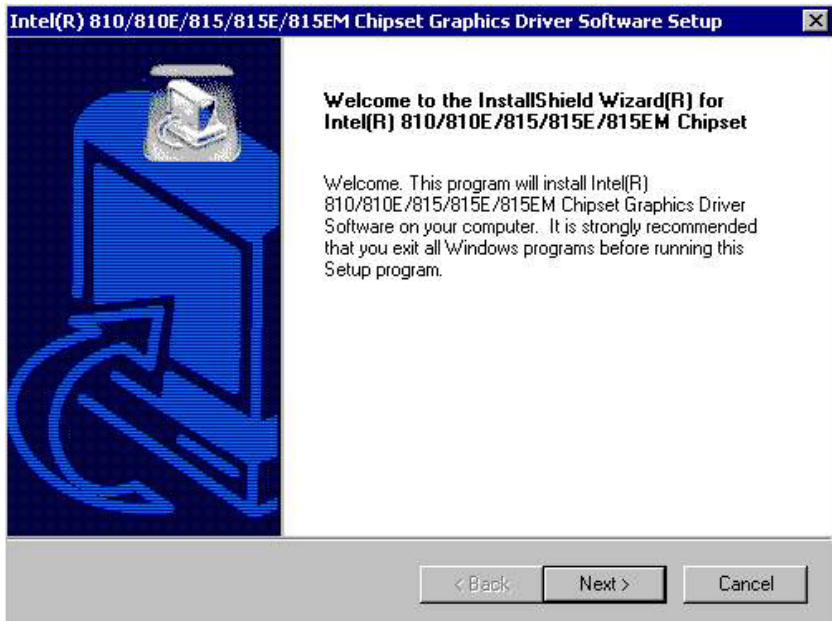 Intel(R) 810/810E/815/815E/815EM Chipset Graphics Driver Software Setup
Welcome to the InstallShield Wizard(R) for
Intel(R) 810/810E/815/815E/815EM Chipset
Welcome. This program will install Intel(R)
810/810E/815/815E/815EM Chipset Graphics Driver
Software on your computer. It is strongly recommended
that you exit all Windows programs before running this
Setup program.
< Back
Next >
Cancel